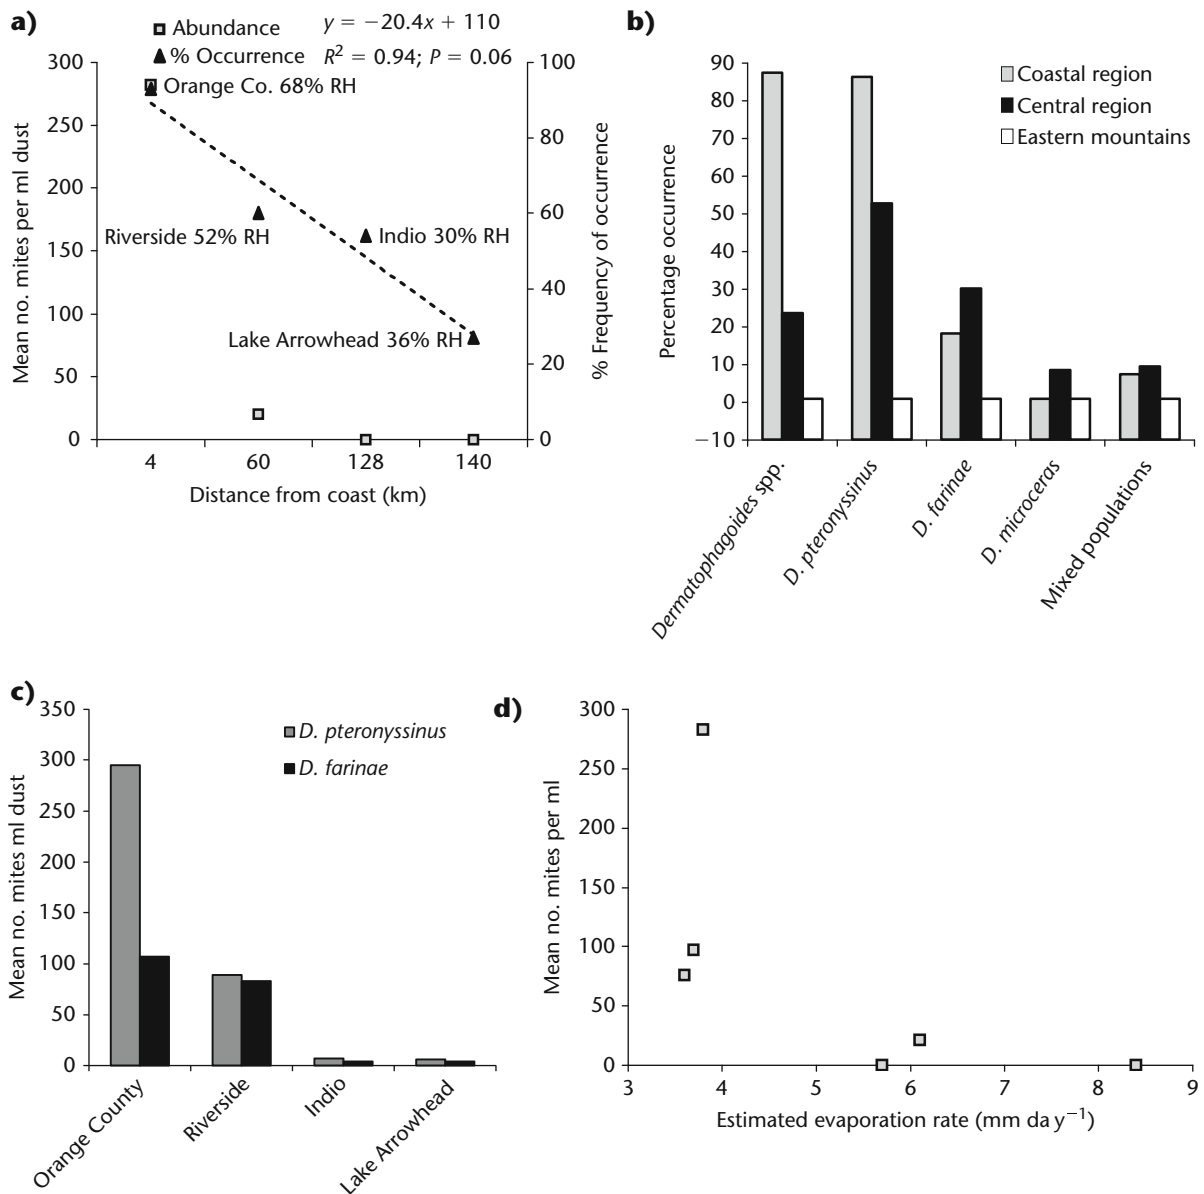 a)
Abundance
% Occurrence
y = −20.4x + 110
R² = 0.94; P = 0.06
Mean no. mites per ml dust
300
250
200
150
100
50
0
% Frequency of occurrence
100
80
60
40
20
0
Orange Co. 68% RH
Riverside 52% RH
Indio 30% RH
Lake Arrowhead 36% RH
4 60 128 140
Distance from coast (km)
b)
Coastal region
Central region
Eastern mountains
Percentage occurrence
90
80
70
60
50
40
30
20
10
0
−10
Dermatophagoides spp.
D. pteronyssinus
D. farinae
D. microceras
Mixed populations
c)
D. pteronyssinus
D. farinae
Mean no. mites ml dust
350
300
250
200
150
100
50
0
Orange County
Riverside
Indio
Lake Arrowhead
d)
Mean no. mites per ml
300
250
200
150
100
50
0
3 4 5 6 7 8 9
Estimated evaporation rate (mm da y⁻¹)